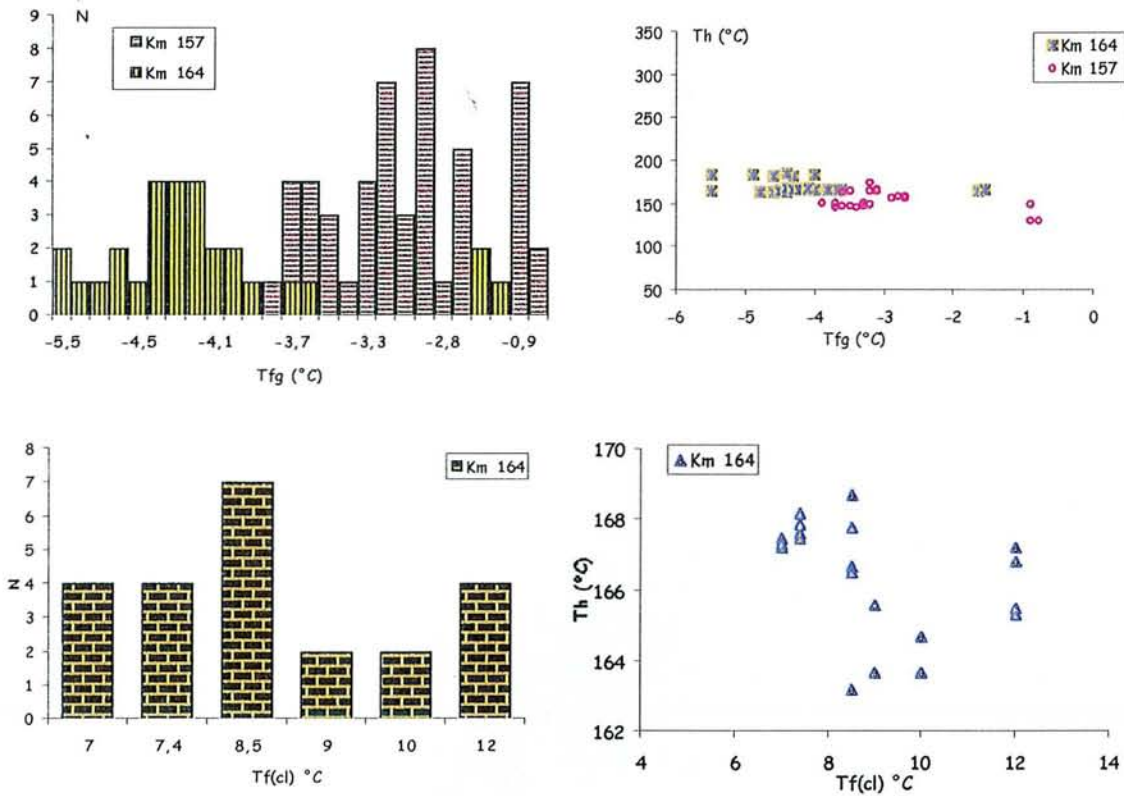 N
9
8
7
6
5
4
3
2
1
0
Km 157
Km 164
-5,5 -4,5 -4,1 -3,7 -3,3 -2,8 -0,9
Tfg (°C)
Th (°C)
350
300
250
200
150
100
50
Km 164
Km 157
-6 -5 -4 -3 -2 -1 0
Tfg (°C)
8
7
6
5
4
3
2
1
0
N
Km 164
7 7,4 8,5 9 10 12
Tf(cl) °C
170
168
166
164
162
Th (°C)
Km 164
4 6 8 10 12 14
Tf(cl) °C